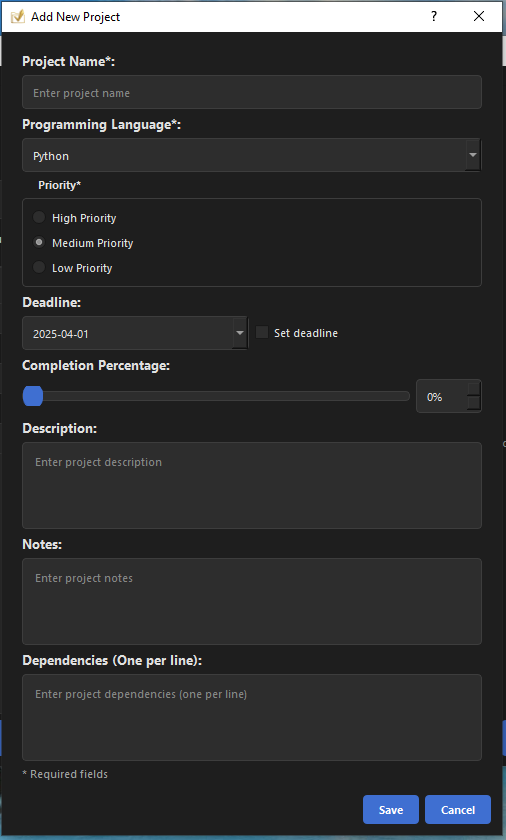 Add New Project
Project Name*:
Enter project name
Programming Language*:
Python
Priority*
High Priority
Medium Priority
Low Priority
Deadline:
2025-04-01 Set deadline
Completion Percentage:
0%
Description:
Enter project description
Notes:
Enter project notes
Dependencies (One per line):
Enter project dependencies (one per line)
* Required fields
Save Cancel